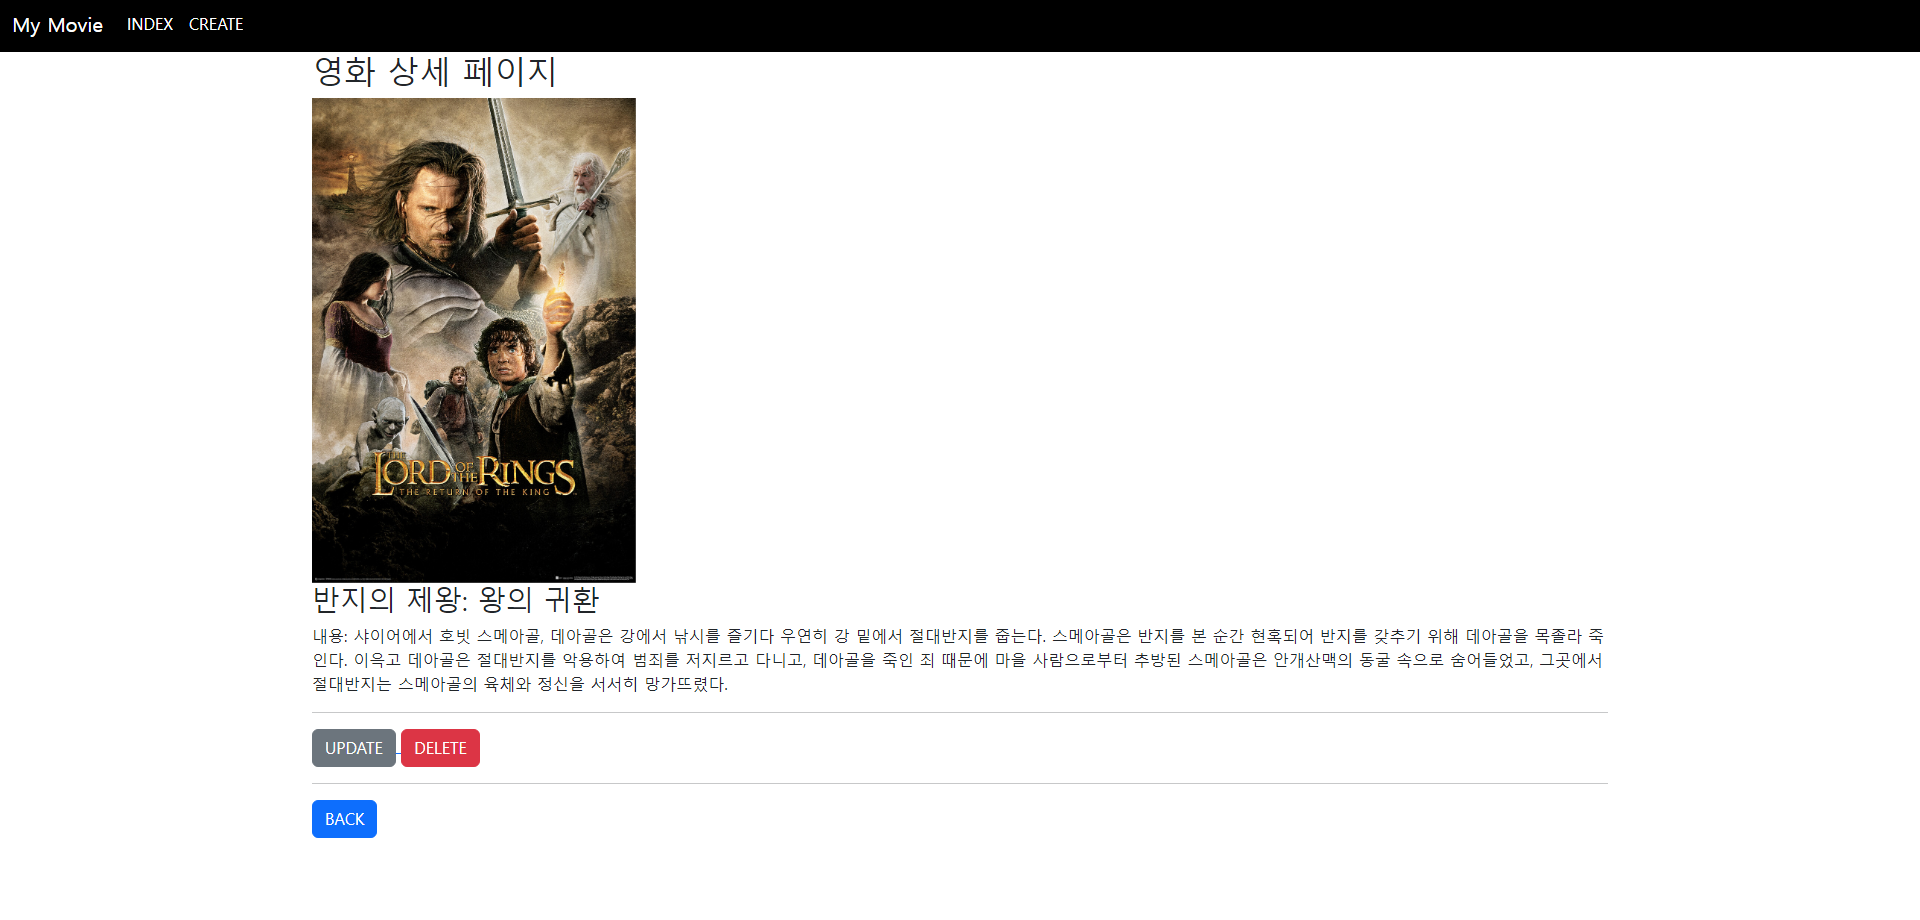 My Movie INDEX CREATE
영화 상세 페이지
THE
LORD OF THE RINGS
THE RETURN OF THE KING
반지의 제왕: 왕의 귀환
내용: 샤이어에서 호빗 스메아골, 데아골은 강에서 낚시를 즐기다 우연히 강 밑에서 절대반지를 줍는다. 스메아골은 반지를 본 순간 현혹되어 반지를 갖추기 위해 데아골을 목졸라 죽
인다. 이윽고 데아골은 절대반지를 악용하여 범죄를 저지르고 다니고, 데아골을 죽인 죄 때문에 마을 사람으로부터 추방된 스메아골은 안개산맥의 동굴 속으로 숨어들었고, 그곳에서
절대반지는 스메아골의 육체와 정신을 서서히 망가뜨렸다.
UPDATE DELETE
BACK